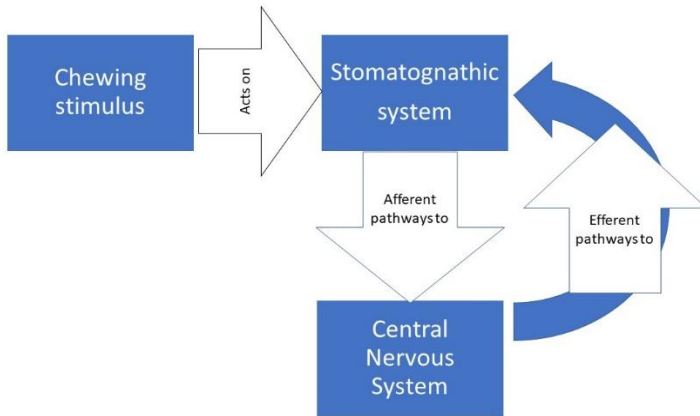 Chewing
stimulus
Acts on
Stomatognathic
system
Afferent
pathways to
Efferent
pathways to
Central
Nervous
System